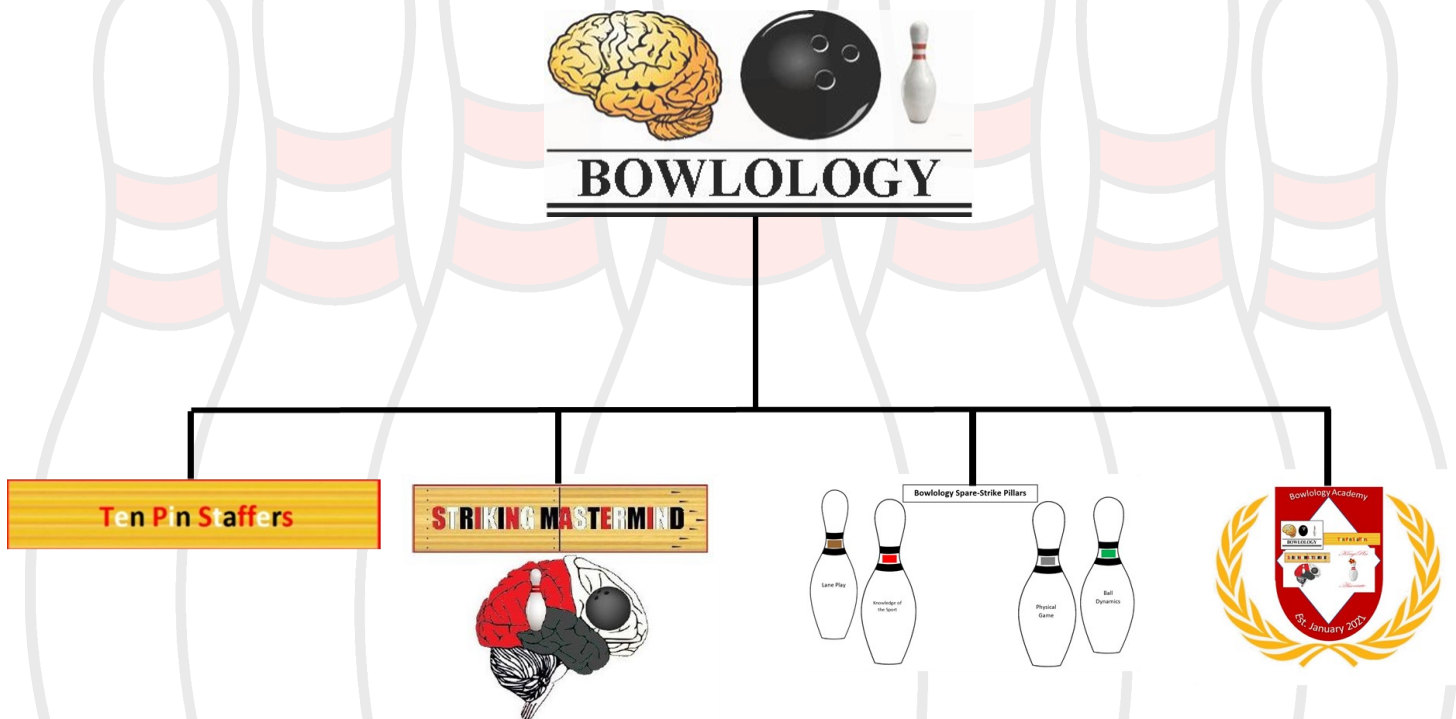 BOWLOLOGY
Ten Pin Staffers
STRIKING MASTERMIND
Bowlology Spare-Strike Pillars
Lane Play
Knowledge of
the Sport
Physical
Game
Ball
Dynamics
Bowlology Academy
BOWLOLOGY
Est. January 2021